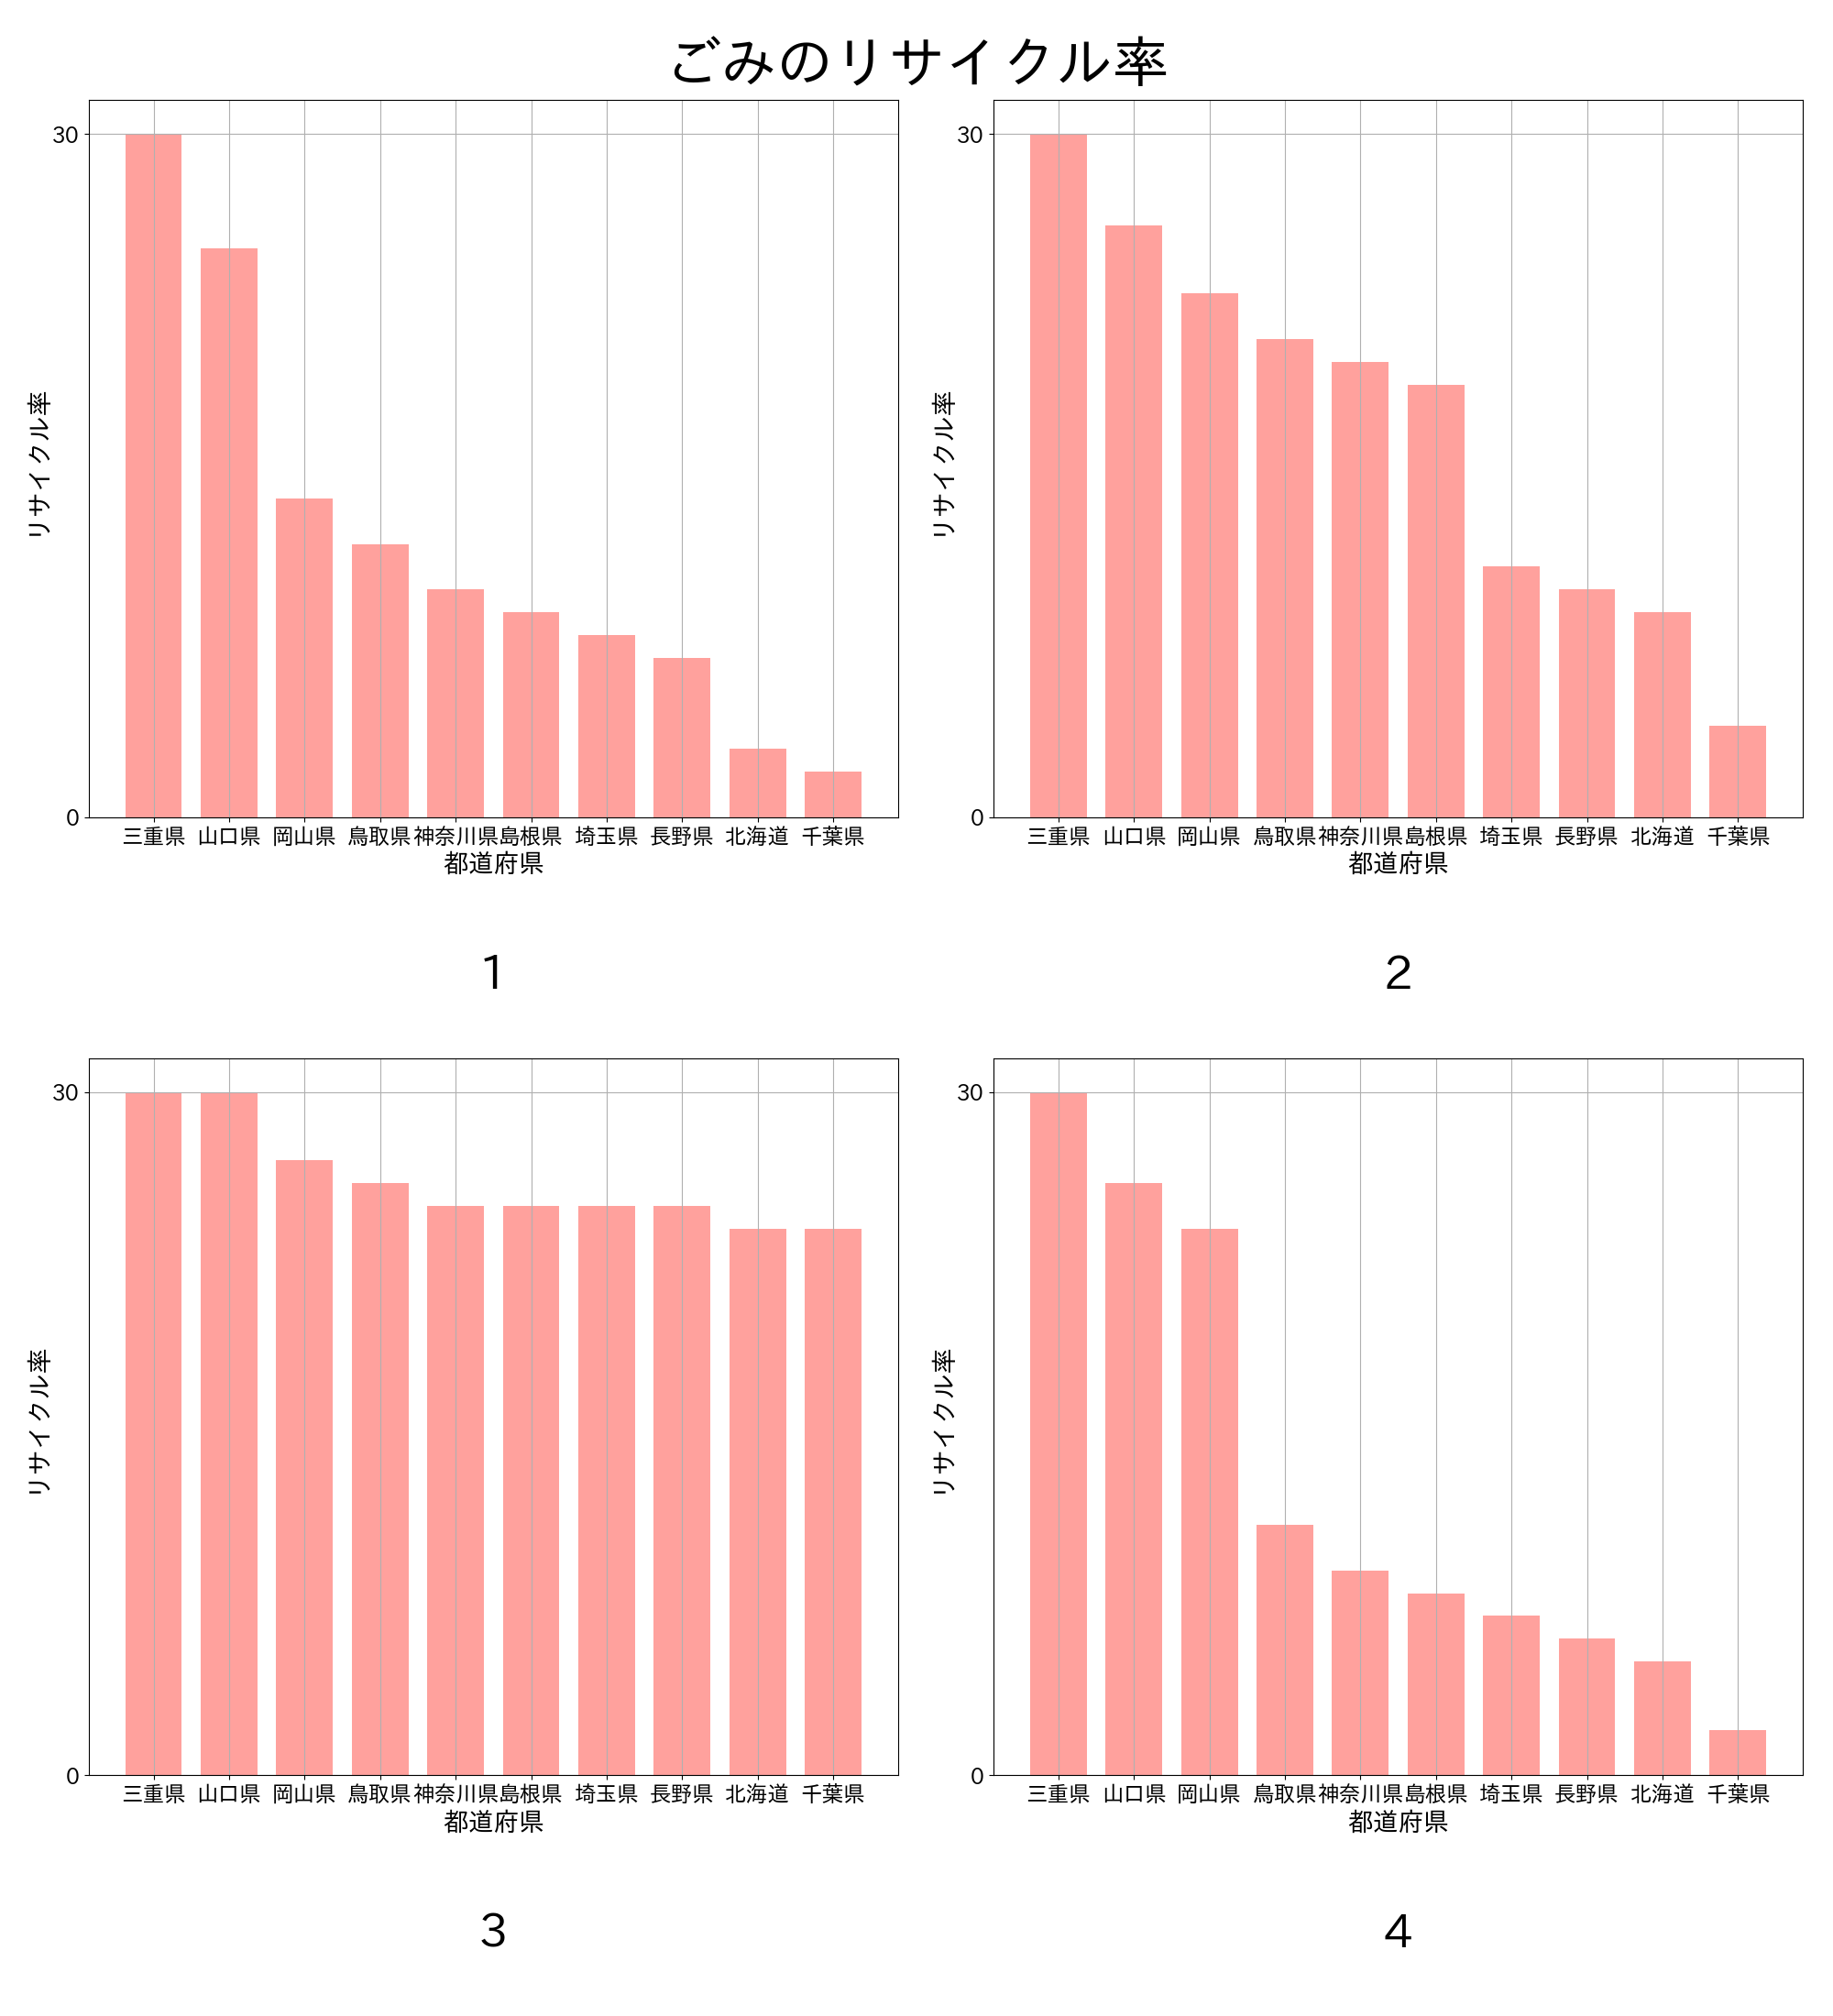 ごみのリサイクル率
30
0
リサイクル率
三重県 山口県 岡山県 鳥取県 神奈川県 島根県 埼玉県 長野県 北海道 千葉県
都道府県
1
30
0
リサイクル率
三重県 山口県 岡山県 鳥取県 神奈川県 島根県 埼玉県 長野県 北海道 千葉県
都道府県
2
30
0
リサイクル率
三重県 山口県 岡山県 鳥取県 神奈川県 島根県 埼玉県 長野県 北海道 千葉県
都道府県
3
30
0
リサイクル率
三重県 山口県 岡山県 鳥取県 神奈川県 島根県 埼玉県 長野県 北海道 千葉県
都道府県
4